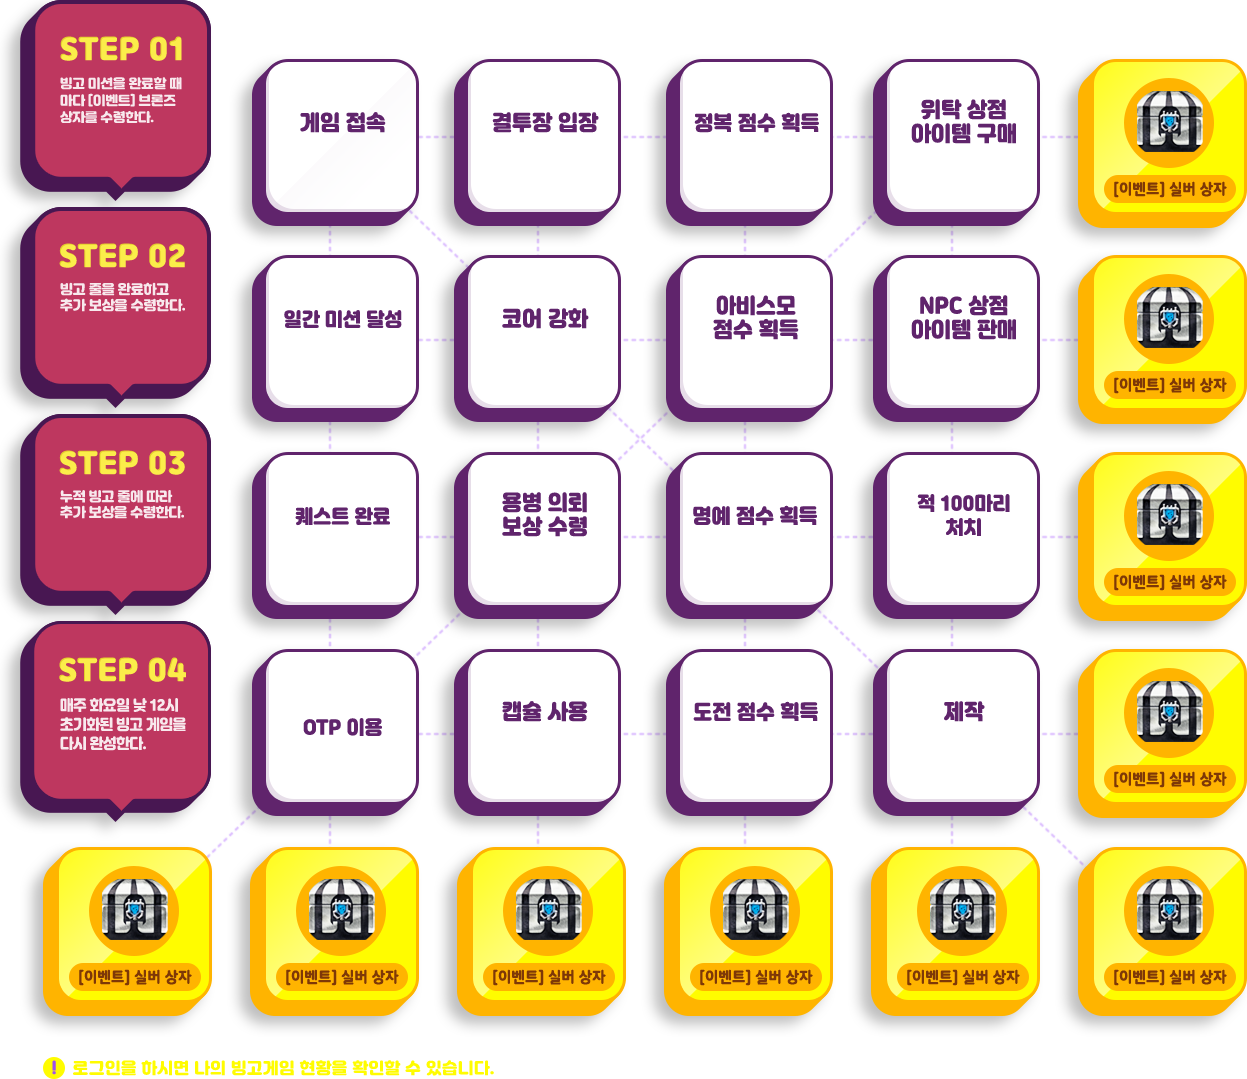 STEP 01
빙고 미션을 완료할 때
마다 [이벤트] 브론즈
상자를 수령한다.
STEP 02
빙고 줄을 완료하고
추가 보상을 수령한다.
STEP 03
누적 빙고 줄에 따라
추가 보상을 수령한다.
STEP 04
매주 화요일 낮 12시
초기화된 빙고 게임을
다시 완성한다.
게임 접속
결투장 입장
정복 점수 획득
위탁 상점
아이템 구매
[이벤트] 실버 상자
일간 미션 달성
코어 강화
아비스모
점수 획득
NPC 상점
아이템 판매
[이벤트] 실버 상자
퀘스트 완료
용병 의뢰
보상 수령
명예 점수 획득
적 100마리
처치
[이벤트] 실버 상자
OTP 이용
캡슐 사용
도전 점수 획득
제작
[이벤트] 실버 상자
[이벤트] 실버 상자
[이벤트] 실버 상자
[이벤트] 실버 상자
[이벤트] 실버 상자
[이벤트] 실버 상자
[이벤트] 실버 상자
! 로그인을 하시면 나의 빙고게임 현황을 확인할 수 있습니다.